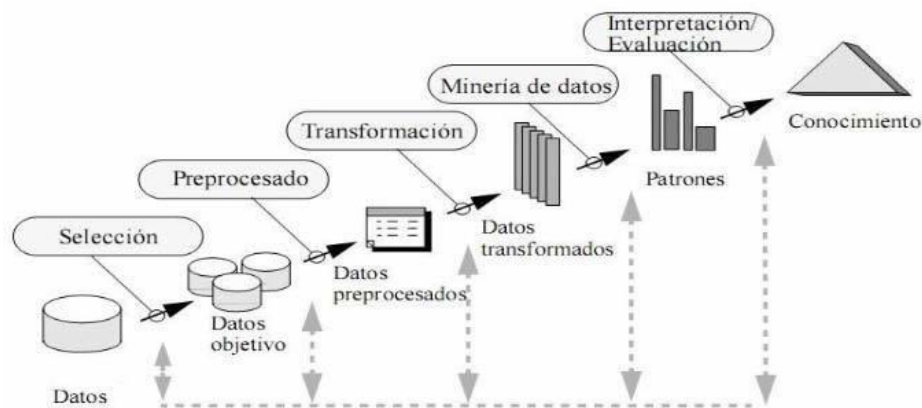 Interpretación/
Evaluación
Minería de datos
Transformación
Preprocesado
Selección
Conocimiento
Patrones
Datos
transformados
Datos
preprocesados
Datos
objetivo
Datos